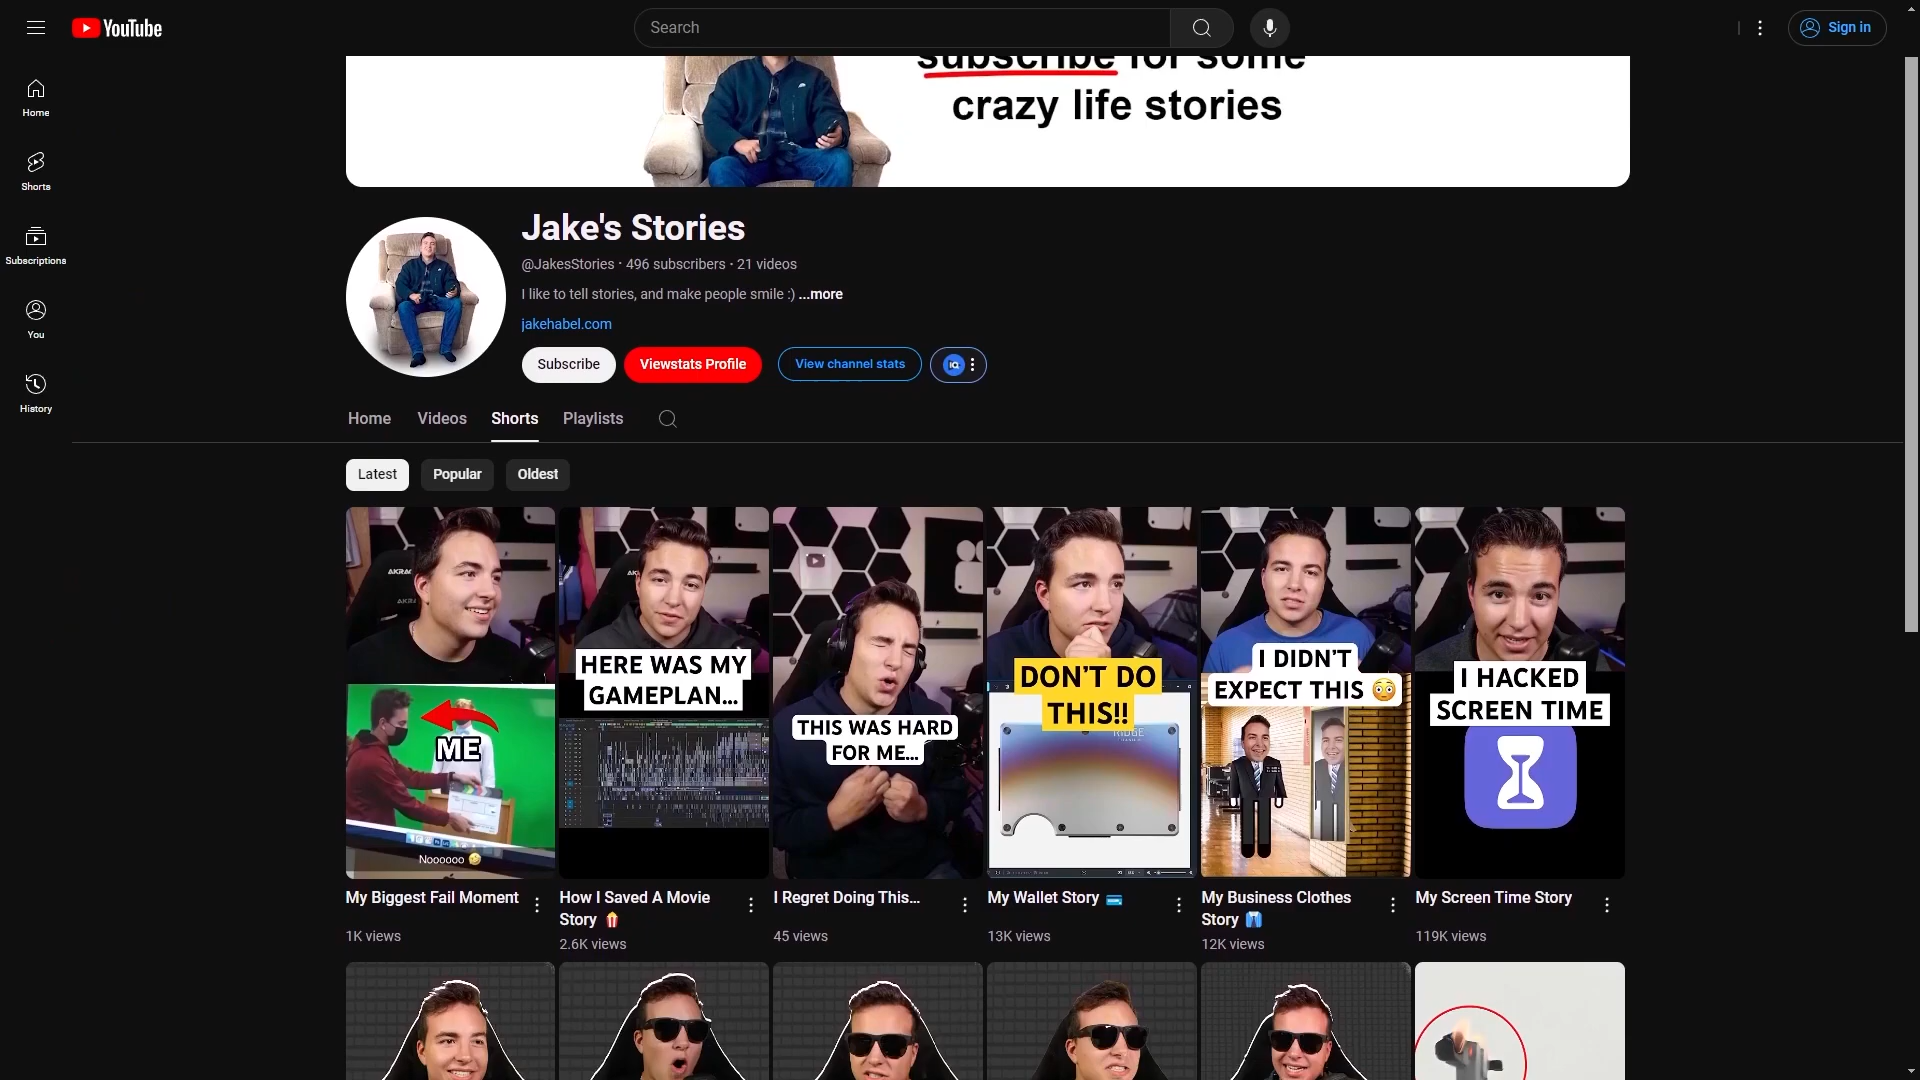 YouTube
Search
Sign in
Home
Shorts
Subscriptions
You
History
subscribe for some
crazy life stories
Jake's Stories
@JakesStories • 496 subscribers • 21 videos
I like to tell stories, and make people smile :) ...more
jakehabel.com
Subscribe
Viewstats Profile
View channel stats
IQ
Home
Videos
Shorts
Playlists
Latest
Popular
Oldest
ME
Noooooo 🤣
HERE WAS MY
GAMEPLAN...
THIS WAS HARD
FOR ME...
DON'T DO
THIS!!
RIDGE
I DIDN'T
EXPECT THIS 😳
I HACKED
SCREEN TIME
My Biggest Fail Moment
1K views
How I Saved A Movie
Story 🍿
2.6K views
I Regret Doing This...
45 views
My Wallet Story 💳
13K views
My Business Clothes
Story 👔
12K views
My Screen Time Story
119K views